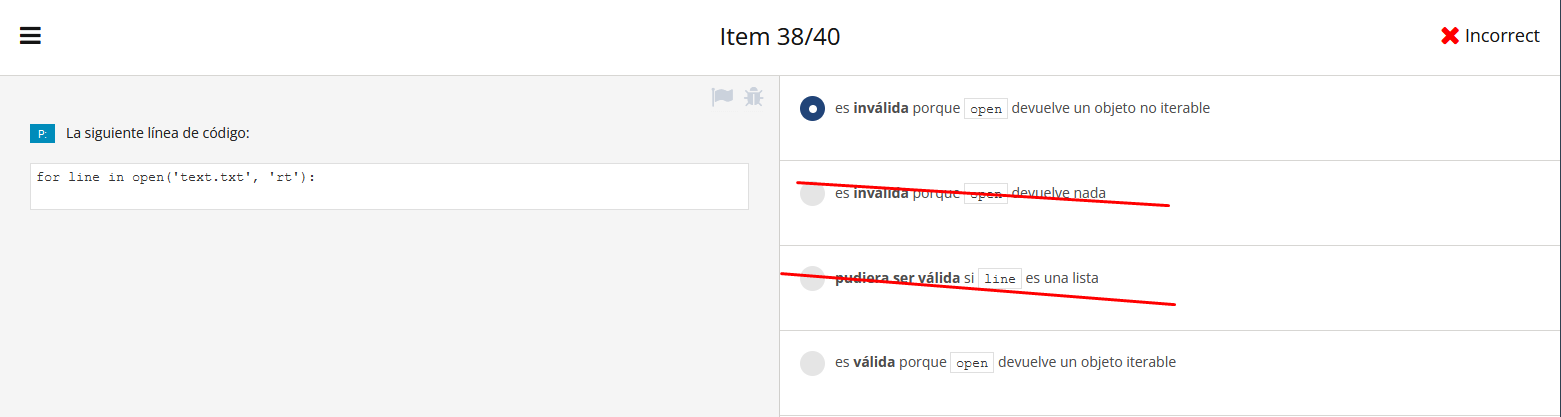 Item 38/40
Incorrect
P: La siguiente línea de código:
for line in open('text.txt', 'rt'):
es inválida porque open devuelve un objeto no iterable
es inválida porque open devuelve nada
pudiera ser válida si line es una lista
es válida porque open devuelve un objeto iterable